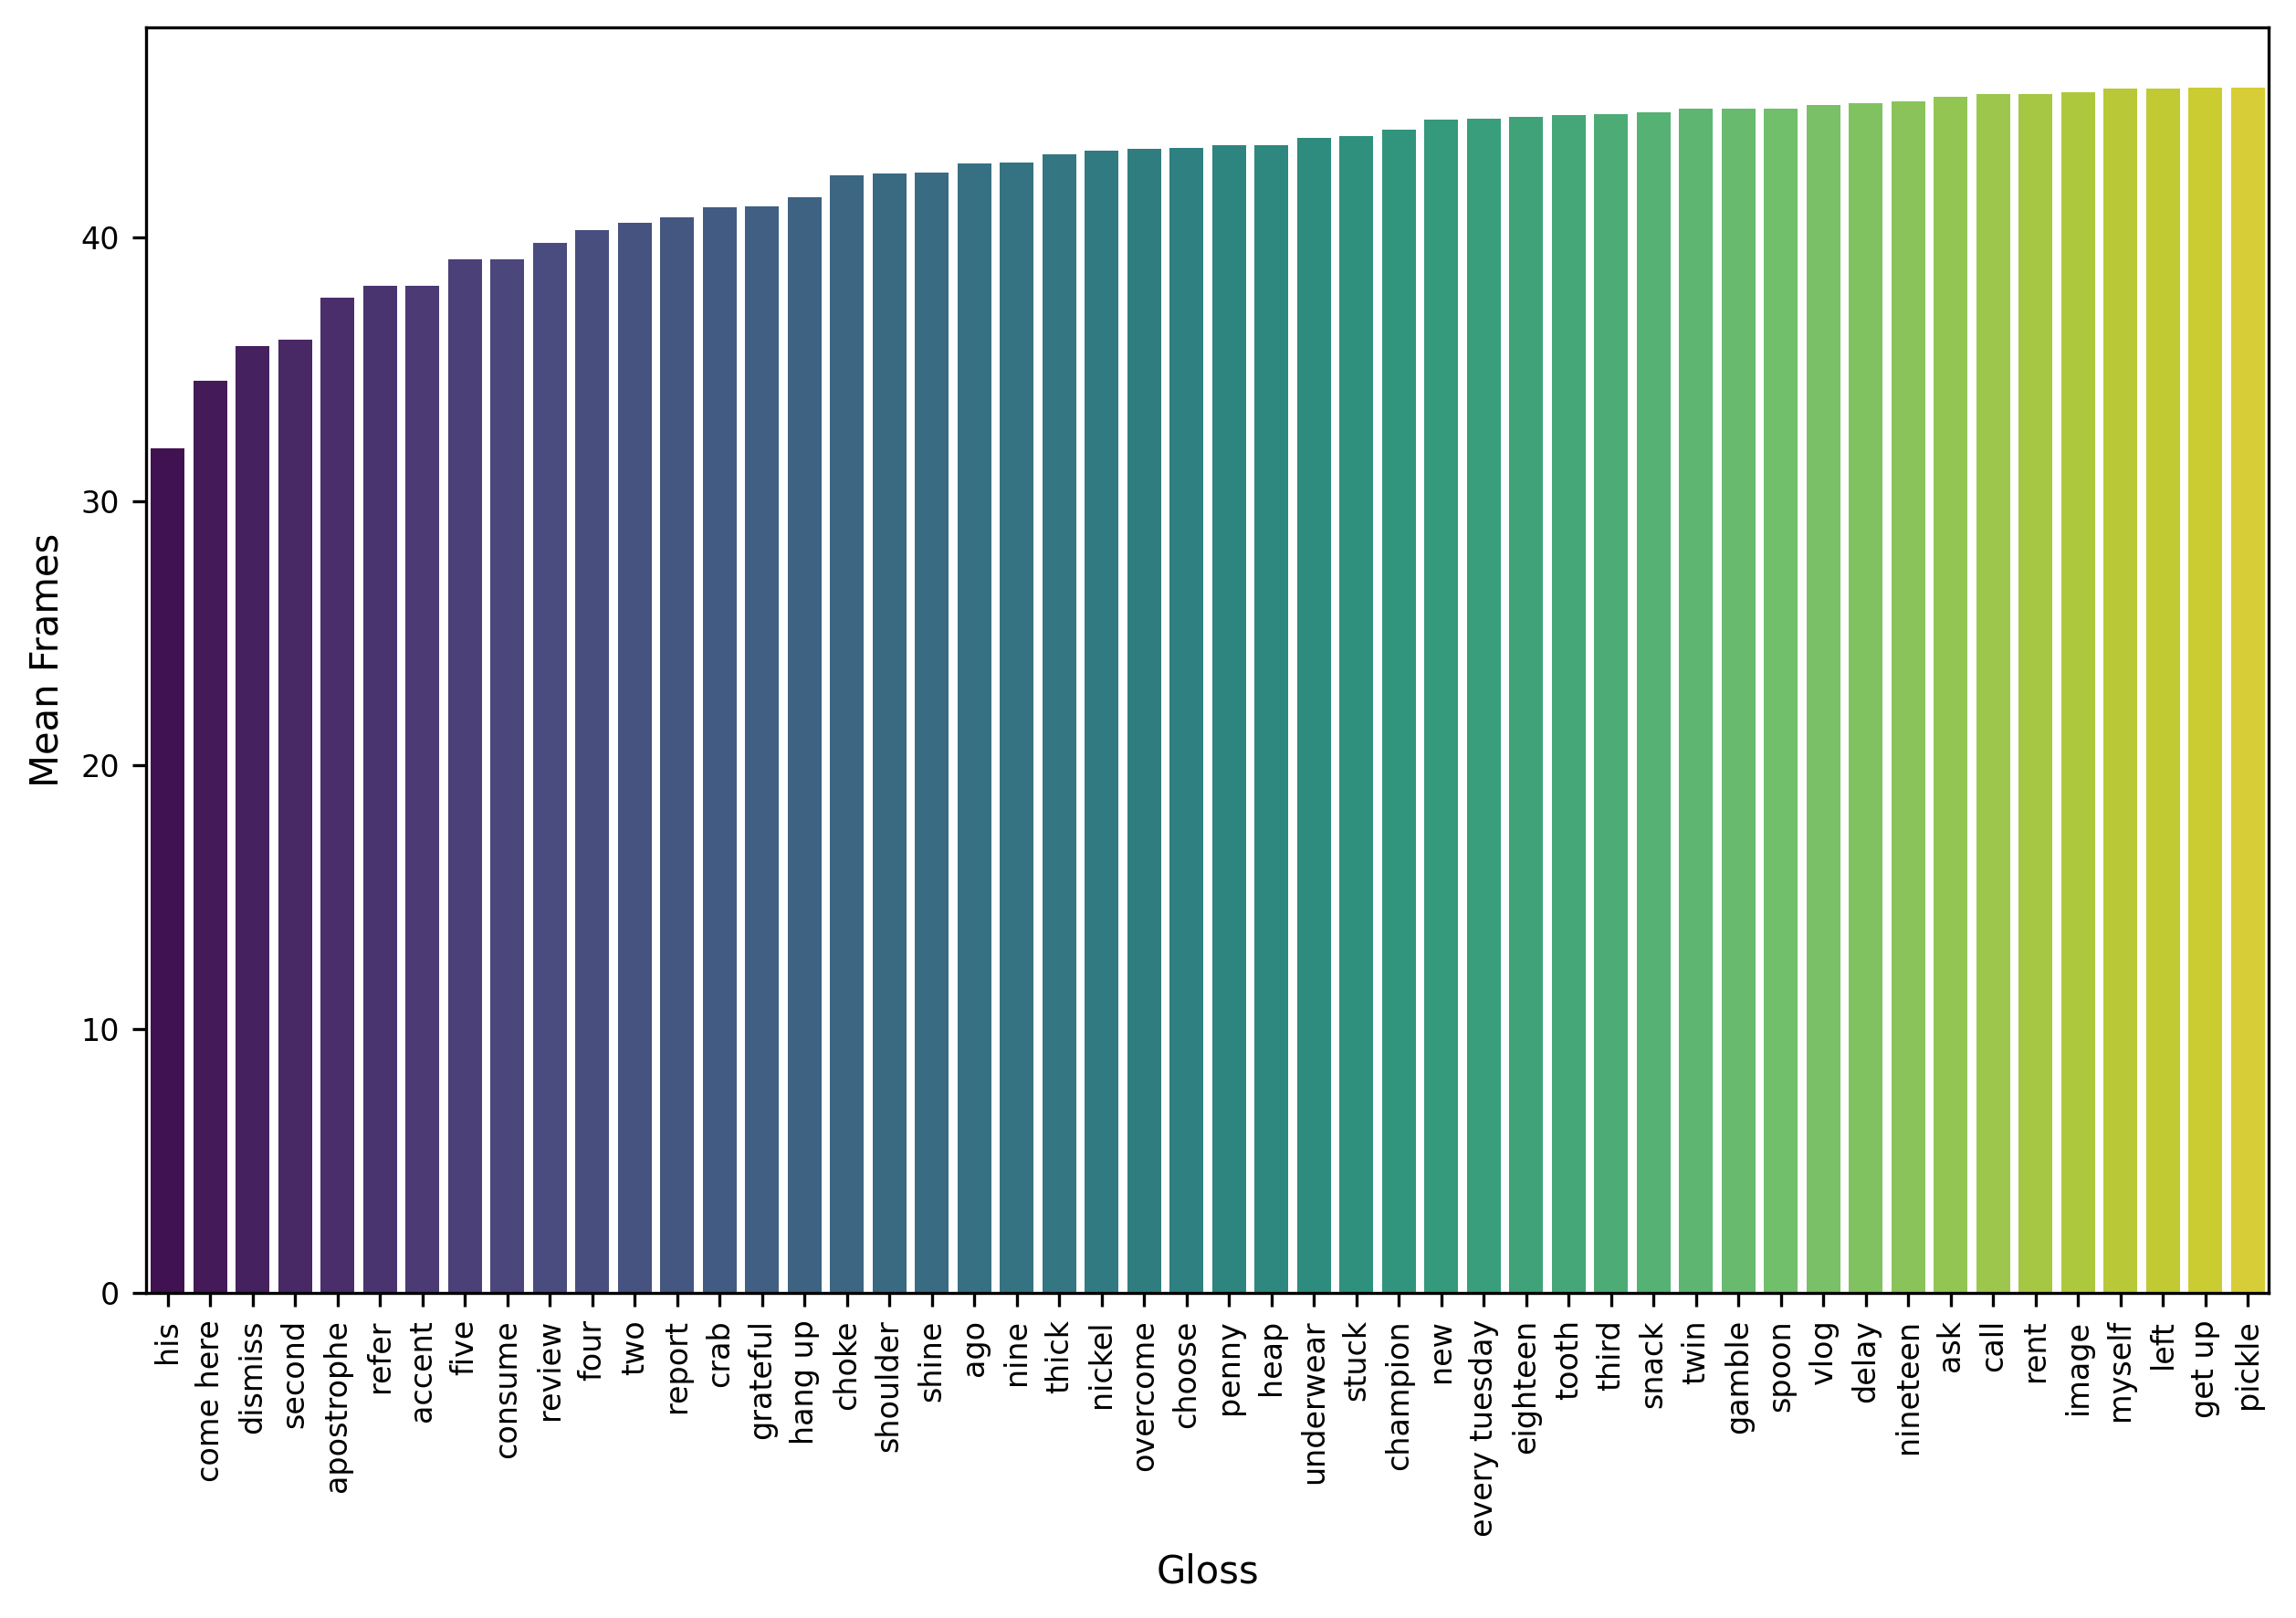 Mean Frames
40
30
20
10
0
his
come here
dismiss
second
apostrophe
refer
accent
five
consume
review
four
two
report
crab
grateful
hang up
choke
shoulder
shine
ago
nine
thick
nickel
overcome
choose
penny
heap
underwear
stuck
champion
new
every tuesday
eighteen
tooth
third
snack
twin
gamble
spoon
vlog
delay
nineteen
ask
call
rent
image
myself
left
get up
pickle
Gloss